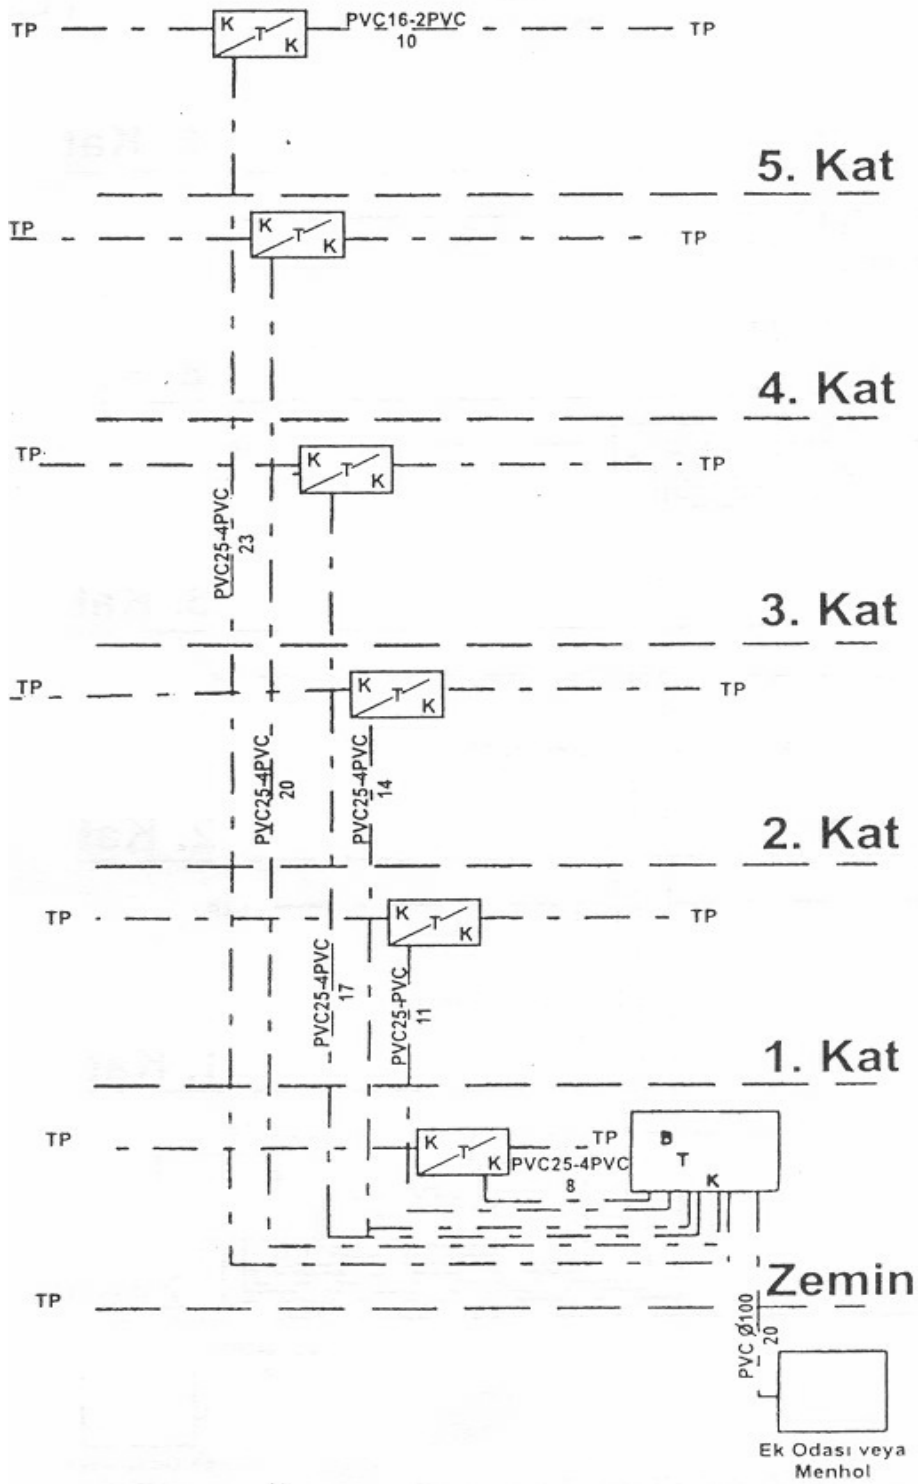 TP K T K PVC16-2PVC TP
10
5. Kat
TP K T K TP
4. Kat
TP K T K TP
PVC25-4PVC
23
3. Kat
TP K T K TP
PVC25-4PVC
20
PVC25-4PVC
14
2. Kat
TP K T K TP
PVC25-4PVC
17
PVC25-PVC
11
1. Kat
TP K T K TP
PVC25-4PVC
8
B
T
K
Zemin
TP
PVC Ø100
20
Ek Odası veya
Menhol